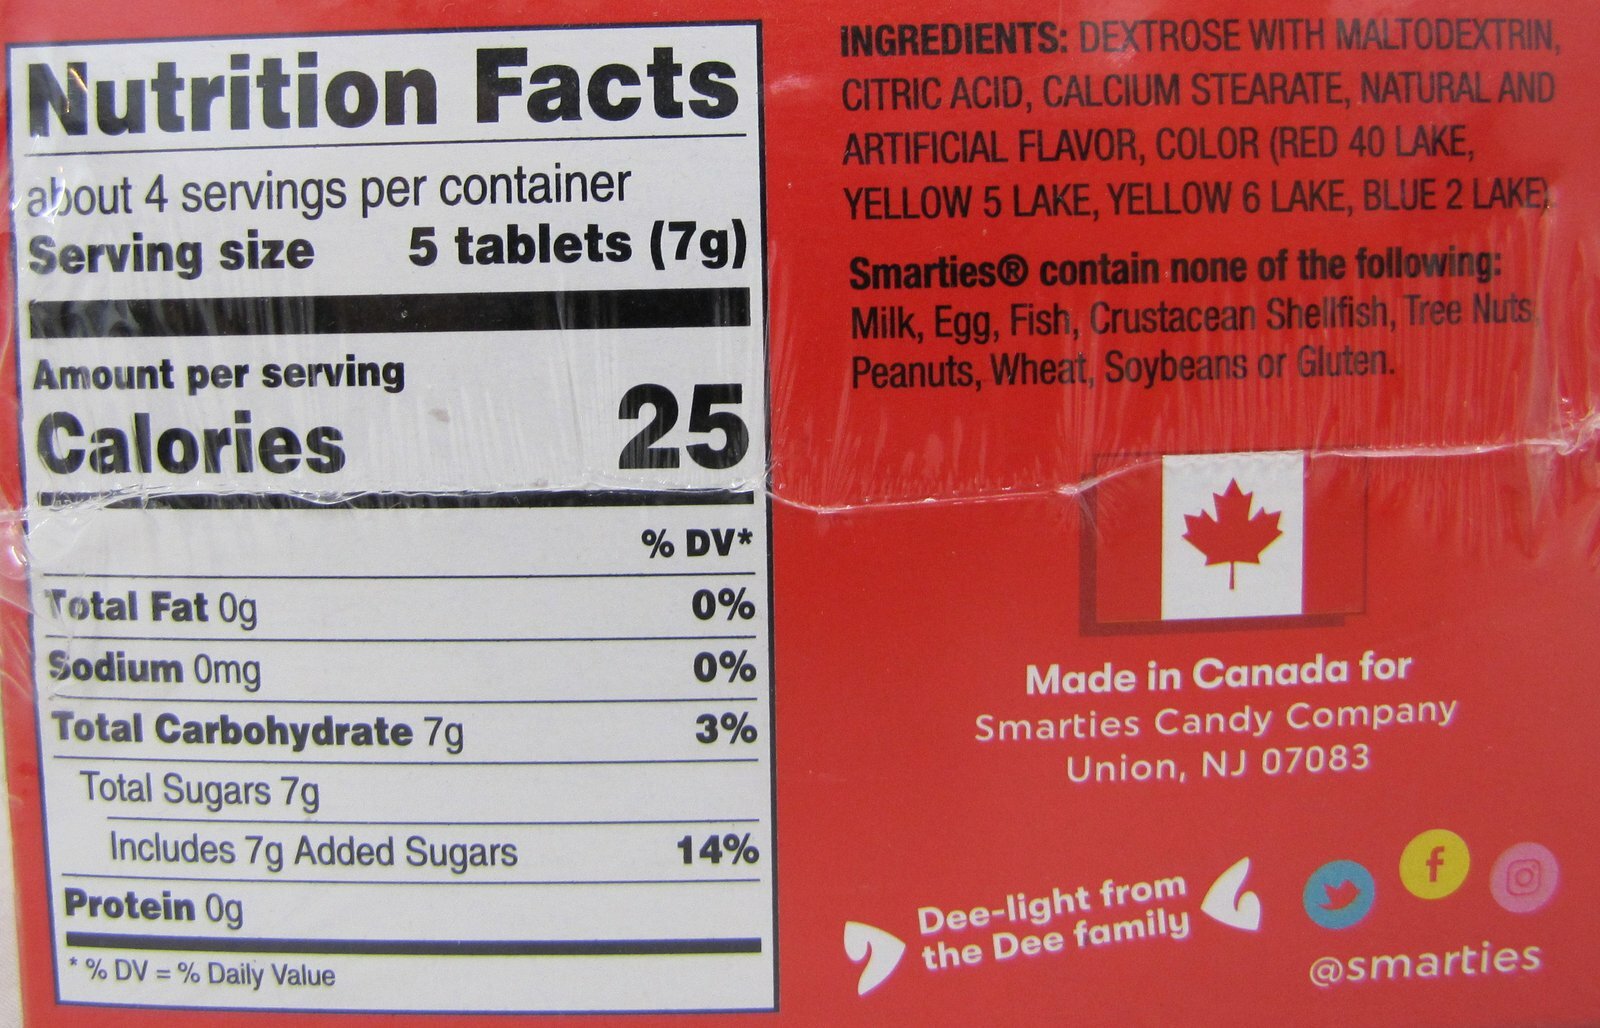 Nutrition Facts
about 4 servings per container
Serving size 5 tablets (7g)
Amount per serving
Calories 25
% DV*
Total Fat 0g 0%
Sodium 0mg 0%
Total Carbohydrate 7g 3%
Total Sugars 7g
Includes 7g Added Sugars 14%
Protein 0g
* % DV = % Daily Value
INGREDIENTS: DEXTROSE WITH MALTODEXTRIN,
CITRIC ACID, CALCIUM STEARATE, NATURAL AND
ARTIFICIAL FLAVOR, COLOR (RED 40 LAKE,
YELLOW 5 LAKE, YELLOW 6 LAKE, BLUE 2 LAKE)
Smarties® contain none of the following:
Milk, Egg, Fish, Crustacean Shellfish, Tree Nuts,
Peanuts, Wheat, Soybeans or Gluten.
Made in Canada for
Smarties Candy Company
Union, NJ 07083
Dee-light from
the Dee family
f
@smarties